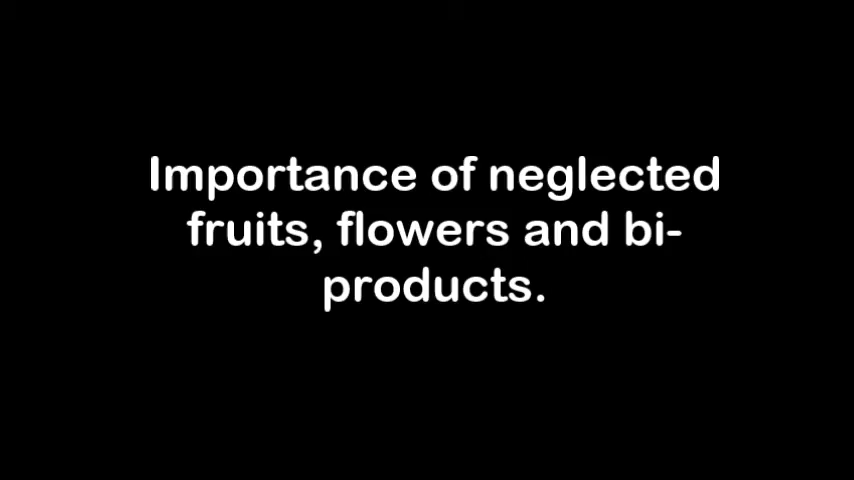 Importance of neglected
fruits, flowers and bi-
products.